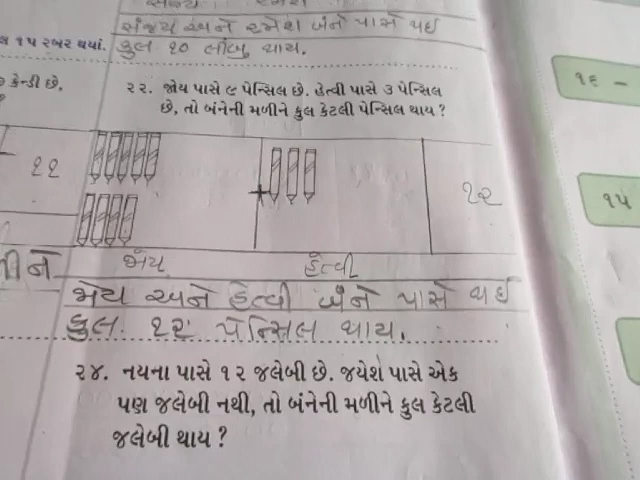 સંજય અને રમેશ બંને પાસે થઈ
લ ૧૫ રબર થયાં.
કુલ ૧૦ લીંબુ થાય.
કેન્ડી છે,
૨૨. જોય પાસે ૯ પેન્સિલ છે. હેત્વી પાસે ૩ પેન્સિલ
છે, તો બંનેની મળીને કુલ કેટલી પેન્સિલ થાય ?
૧૧
૧૨
જોય
હેત્વી
જોય અને હેત્વી બંને પાસે થઈ
કુલ ૧૨ પેન્સિલ થાય.
૨૪. નયના પાસે ૧૨ જલેબી છે. જયેશ પાસે એક
પણ જલેબી નથી, તો બંનેની મળીને કુલ કેટલી
જલેબી થાય ?
૧૬ –
૧૫